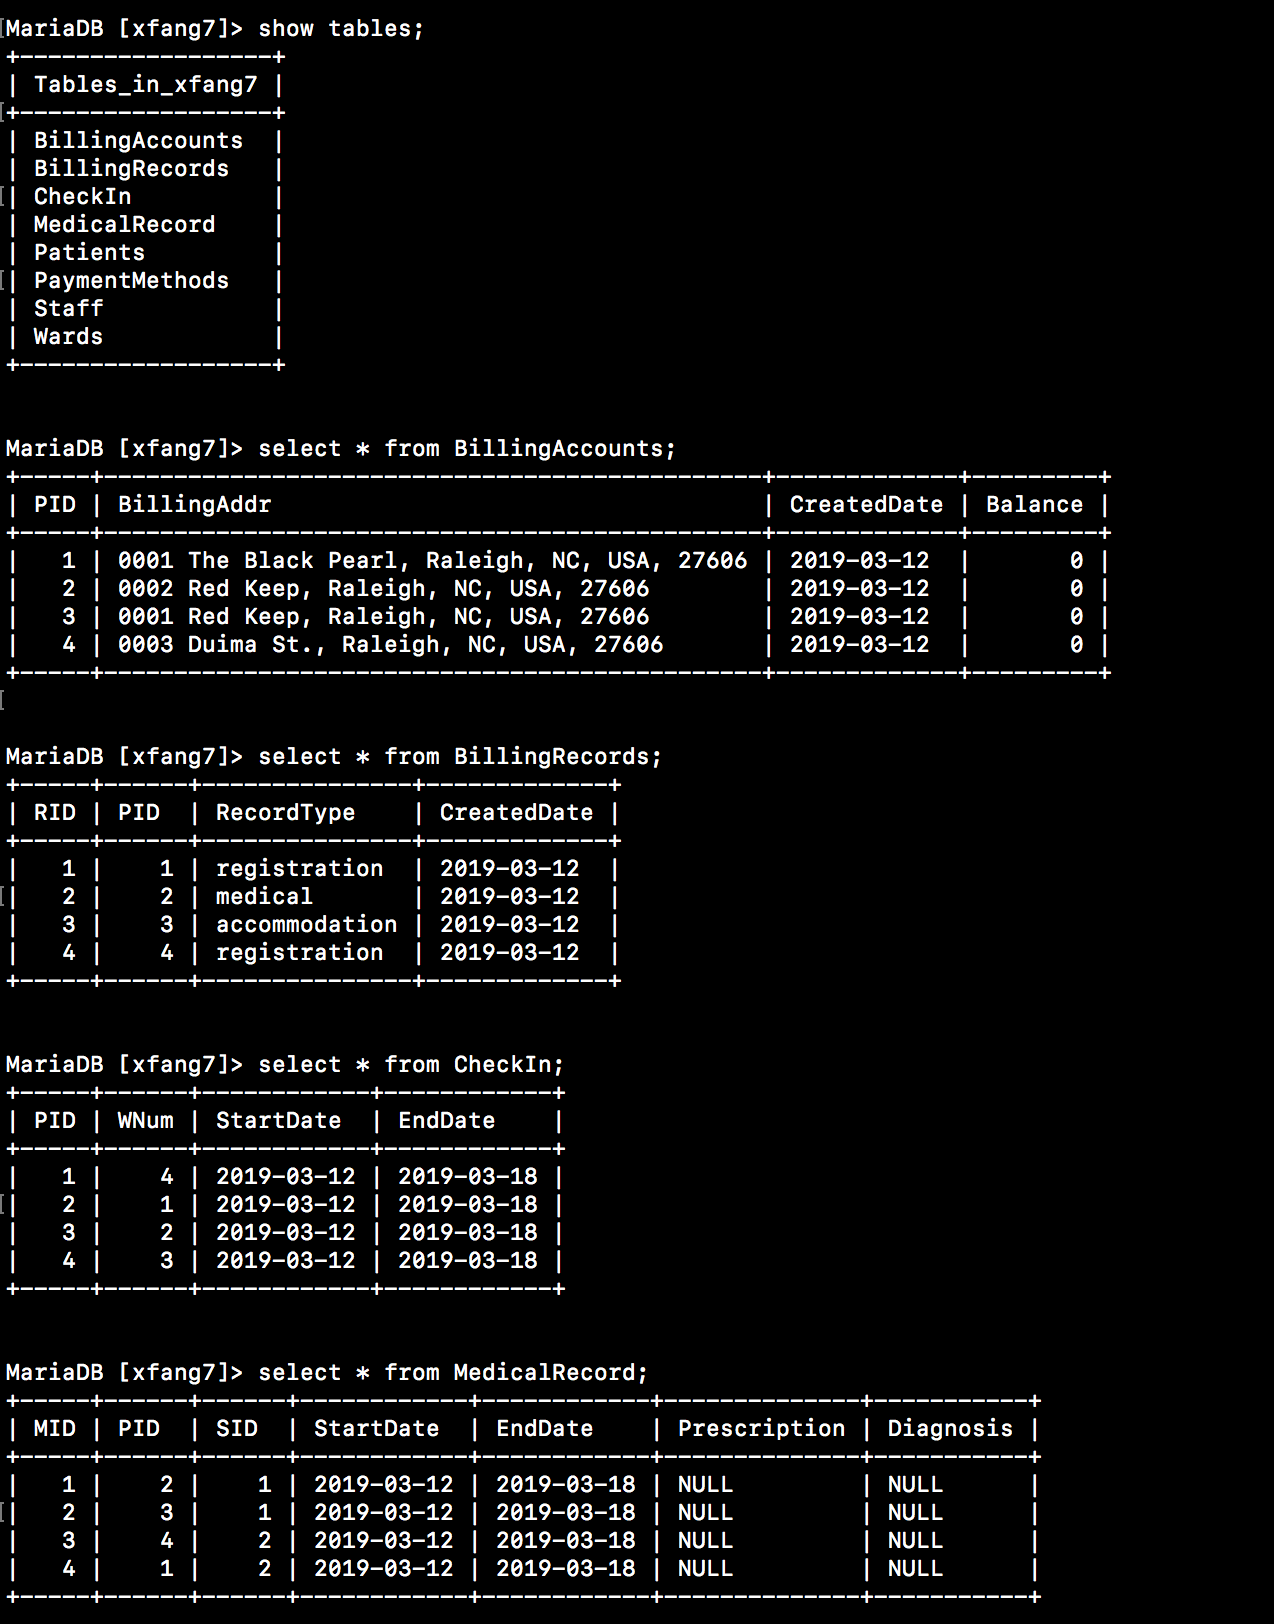 MariaDB [xfang7]> show tables;
+------------------+
| Tables_in_xfang7 |
+------------------+
| BillingAccounts  |
| BillingRecords   |
| CheckIn          |
| MedicalRecord    |
| Patients         |
| PaymentMethods   |
| Staff            |
| Wards            |
+------------------+
MariaDB [xfang7]> select * from BillingAccounts;
+-----+-----------------------------------------------+-------------+---------+
| PID | BillingAddr                                   | CreatedDate | Balance |
+-----+-----------------------------------------------+-------------+---------+
|   1 | 0001 The Black Pearl, Raleigh, NC, USA, 27606 | 2019-03-12  |       0 |
|   2 | 0002 Red Keep, Raleigh, NC, USA, 27606        | 2019-03-12  |       0 |
|   3 | 0001 Red Keep, Raleigh, NC, USA, 27606        | 2019-03-12  |       0 |
|   4 | 0003 Duima St., Raleigh, NC, USA, 27606       | 2019-03-12  |       0 |
+-----+-----------------------------------------------+-------------+---------+
MariaDB [xfang7]> select * from BillingRecords;
+-----+------+---------------+-------------+
| RID | PID  | RecordType    | CreatedDate |
+-----+------+---------------+-------------+
|   1 |    1 | registration  | 2019-03-12  |
|   2 |    2 | medical       | 2019-03-12  |
|   3 |    3 | accommodation | 2019-03-12  |
|   4 |    4 | registration  | 2019-03-12  |
+-----+------+---------------+-------------+
MariaDB [xfang7]> select * from CheckIn;
+-----+------+------------+------------+
| PID | WNum | StartDate  | EndDate    |
+-----+------+------------+------------+
|   1 |    4 | 2019-03-12 | 2019-03-18 |
|   2 |    1 | 2019-03-12 | 2019-03-18 |
|   3 |    2 | 2019-03-12 | 2019-03-18 |
|   4 |    3 | 2019-03-12 | 2019-03-18 |
+-----+------+------------+------------+
MariaDB [xfang7]> select * from MedicalRecord;
+-----+------+------+------------+------------+--------------+-----------+
| MID | PID  | SID  | StartDate  | EndDate    | Prescription | Diagnosis |
+-----+------+------+------------+------------+--------------+-----------+
|   1 |    2 |    1 | 2019-03-12 | 2019-03-18 | NULL         | NULL      |
|   2 |    3 |    1 | 2019-03-12 | 2019-03-18 | NULL         | NULL      |
|   3 |    4 |    2 | 2019-03-12 | 2019-03-18 | NULL         | NULL      |
|   4 |    1 |    2 | 2019-03-12 | 2019-03-18 | NULL         | NULL      |
+-----+------+------+------------+------------+--------------+-----------+